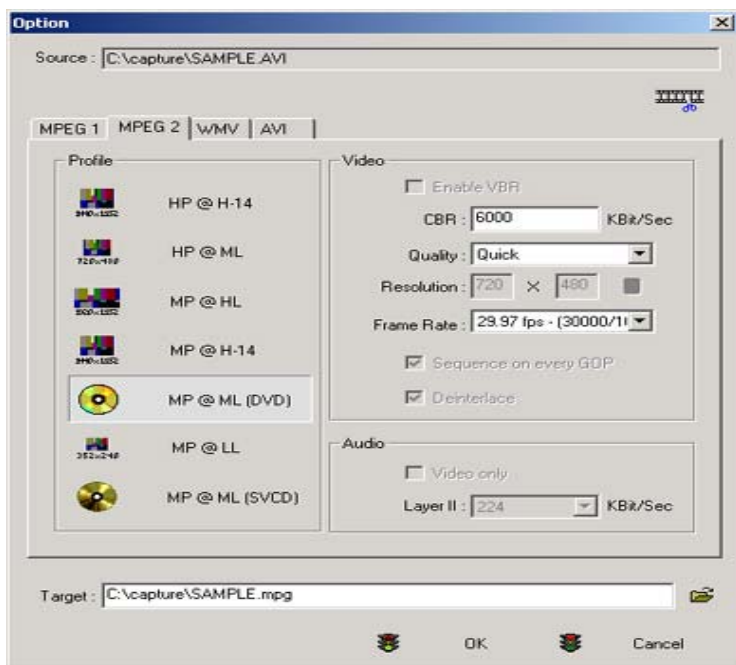 Option
Source : C:\capture\SAMPLE.AVI
MPEG 1 MPEG 2 WMV AVI
Profile
HP @ H-14
720x480
HP @ ML
MP @ HL
MP @ H-14
MP @ ML (DVD)
352x240
MP @ LL
MP @ ML (SVCD)
Video
Enable VBR
CBR : 6000 KBit/Sec
Quality : Quick
Resolution : 720 X 480
Frame Rate : 29.97 fps - (30000/1
Sequence on every GOP
Deinterlace
Audio
Video only
Layer II : 224 KBit/Sec
Target : C:\capture\SAMPLE.mpg
OK Cancel